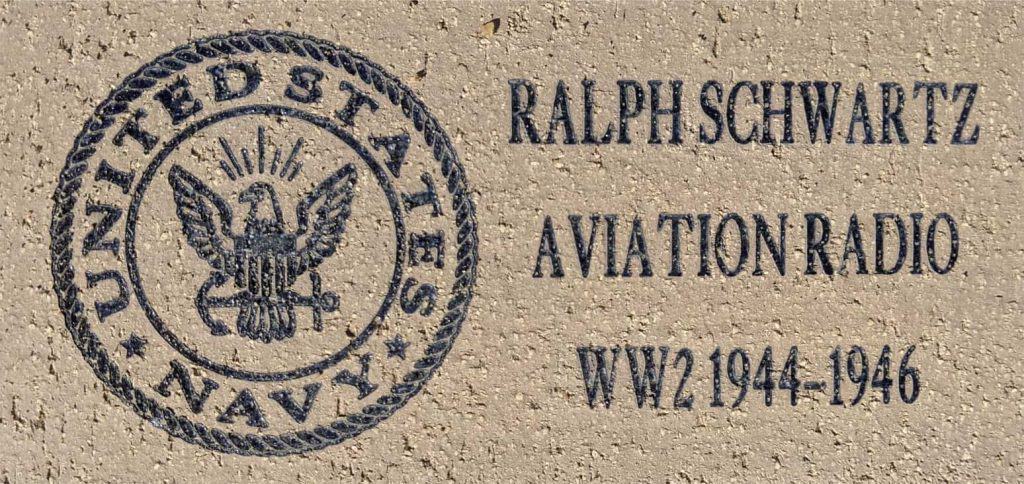 UNITED STATES
NAVY
RALPH SCHWARTZ
AVIATION RADIO
WW2 1944-1946